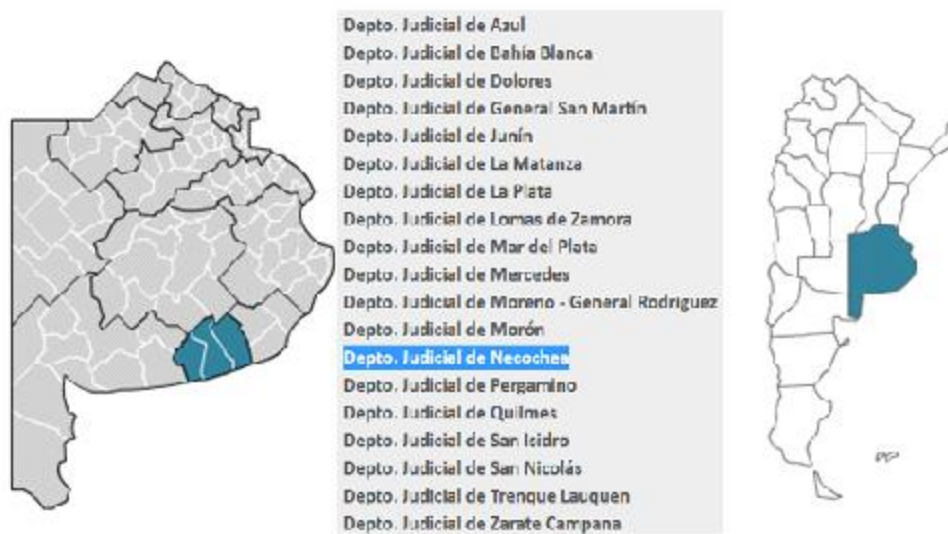 Depto. Judicial de Azul
Depto. Judicial de Bahía Blanca
Depto. Judicial de Dolores
Depto. Judicial de General San Martín
Depto. Judicial de Junín
Depto. Judicial de La Matanza
Depto. Judicial de La Plata
Depto. Judicial de Lomas de Zamora
Depto. Judicial de Mar del Plata
Depto. Judicial de Mercedes
Depto. Judicial de Moreno - General Rodriguez
Depto. Judicial de Morón
Depto. Judicial de Necochea
Depto. Judicial de Pergamino
Depto. Judicial de Quilmes
Depto. Judicial de San Isidro
Depto. Judicial de San Nicolás
Depto. Judicial de Trenque Lauquen
Depto. Judicial de Zarate Campana